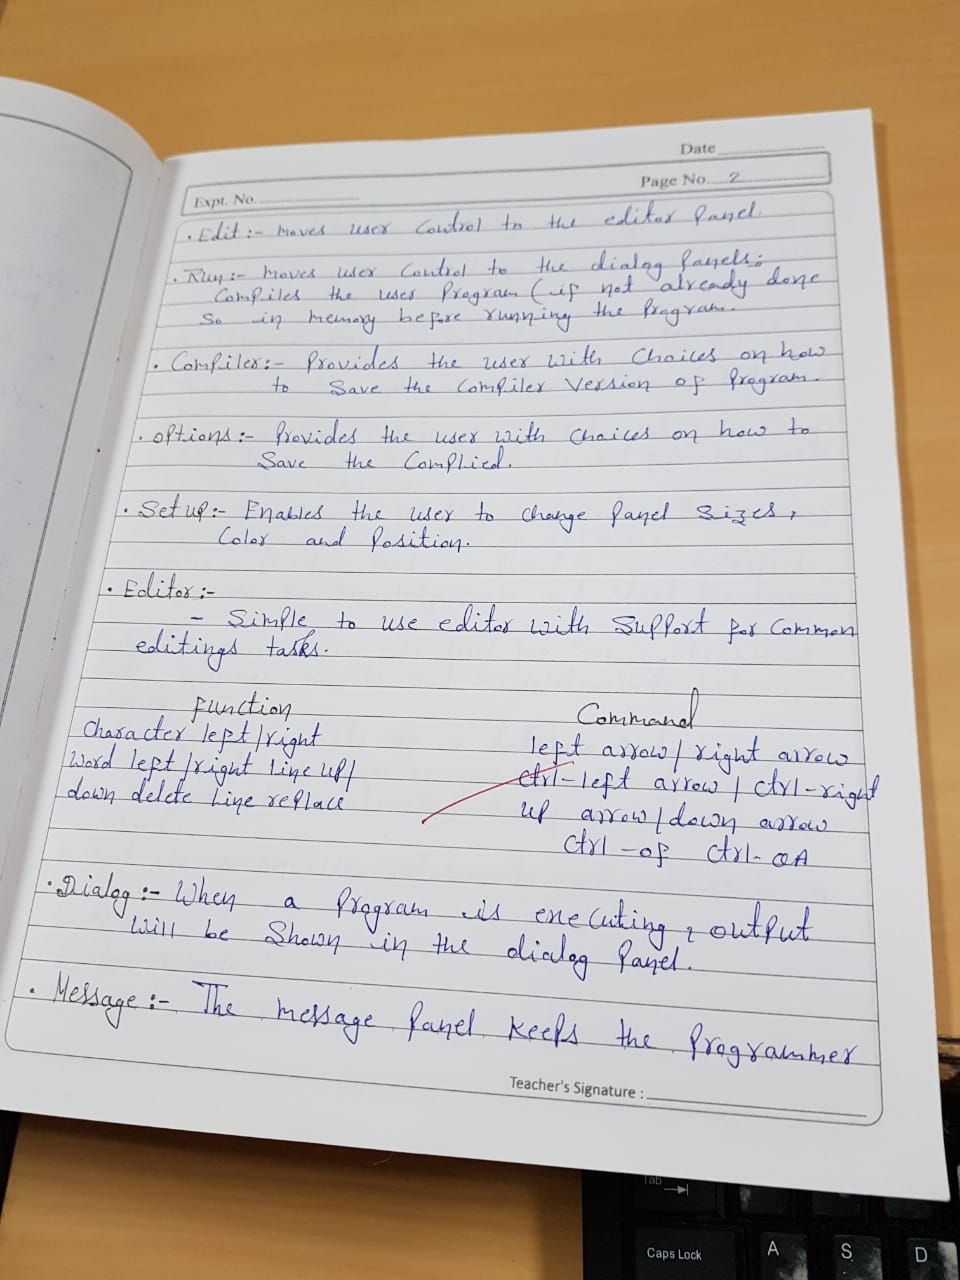 Date
Expt. No.
Page No. 2
• Edit :- Moves user Control to the editor Panel.
• Run :- Moves user Control to the dialog Panels;
Compiles the user Program (if not already done
so in memory before running the Program.
• Compiler :- Provides the user with Choices on how
to Save the Compiler Version of Program.
• options :- Provides the user with Choices on how to
Save the Complied.
• Set up :- Enables the user to change Panel Sizes,
Color and Position.
• Editor :-
- Simple to use editor with Support for Common
editings tasks.
Function Command
Character left/right left arrow/right arrow
Word left/right Line up/ ctrl-left arrow / ctrl-right
down delete Line replace up arrow/down arrow
Ctrl -of Ctrl- QA
• Dialog :- When a Program is executing, output
will be Shown in the dialog Panel.
• Message :- The message Panel keeps the Programmer
Teacher's Signature :
Tab
Caps Lock A S D